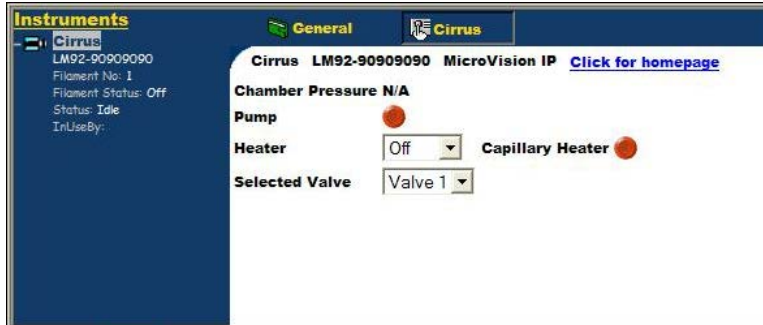 Instruments
Cirrus
LM92-90909090
Filament No: 1
Filament Status: Off
Status: Idle
InUseBy:
General
Cirrus
Cirrus LM92-90909090 MicroVision IP Click for homepage
Chamber Pressure N/A
Pump
Heater Off Capillary Heater
Selected Valve Valve 1